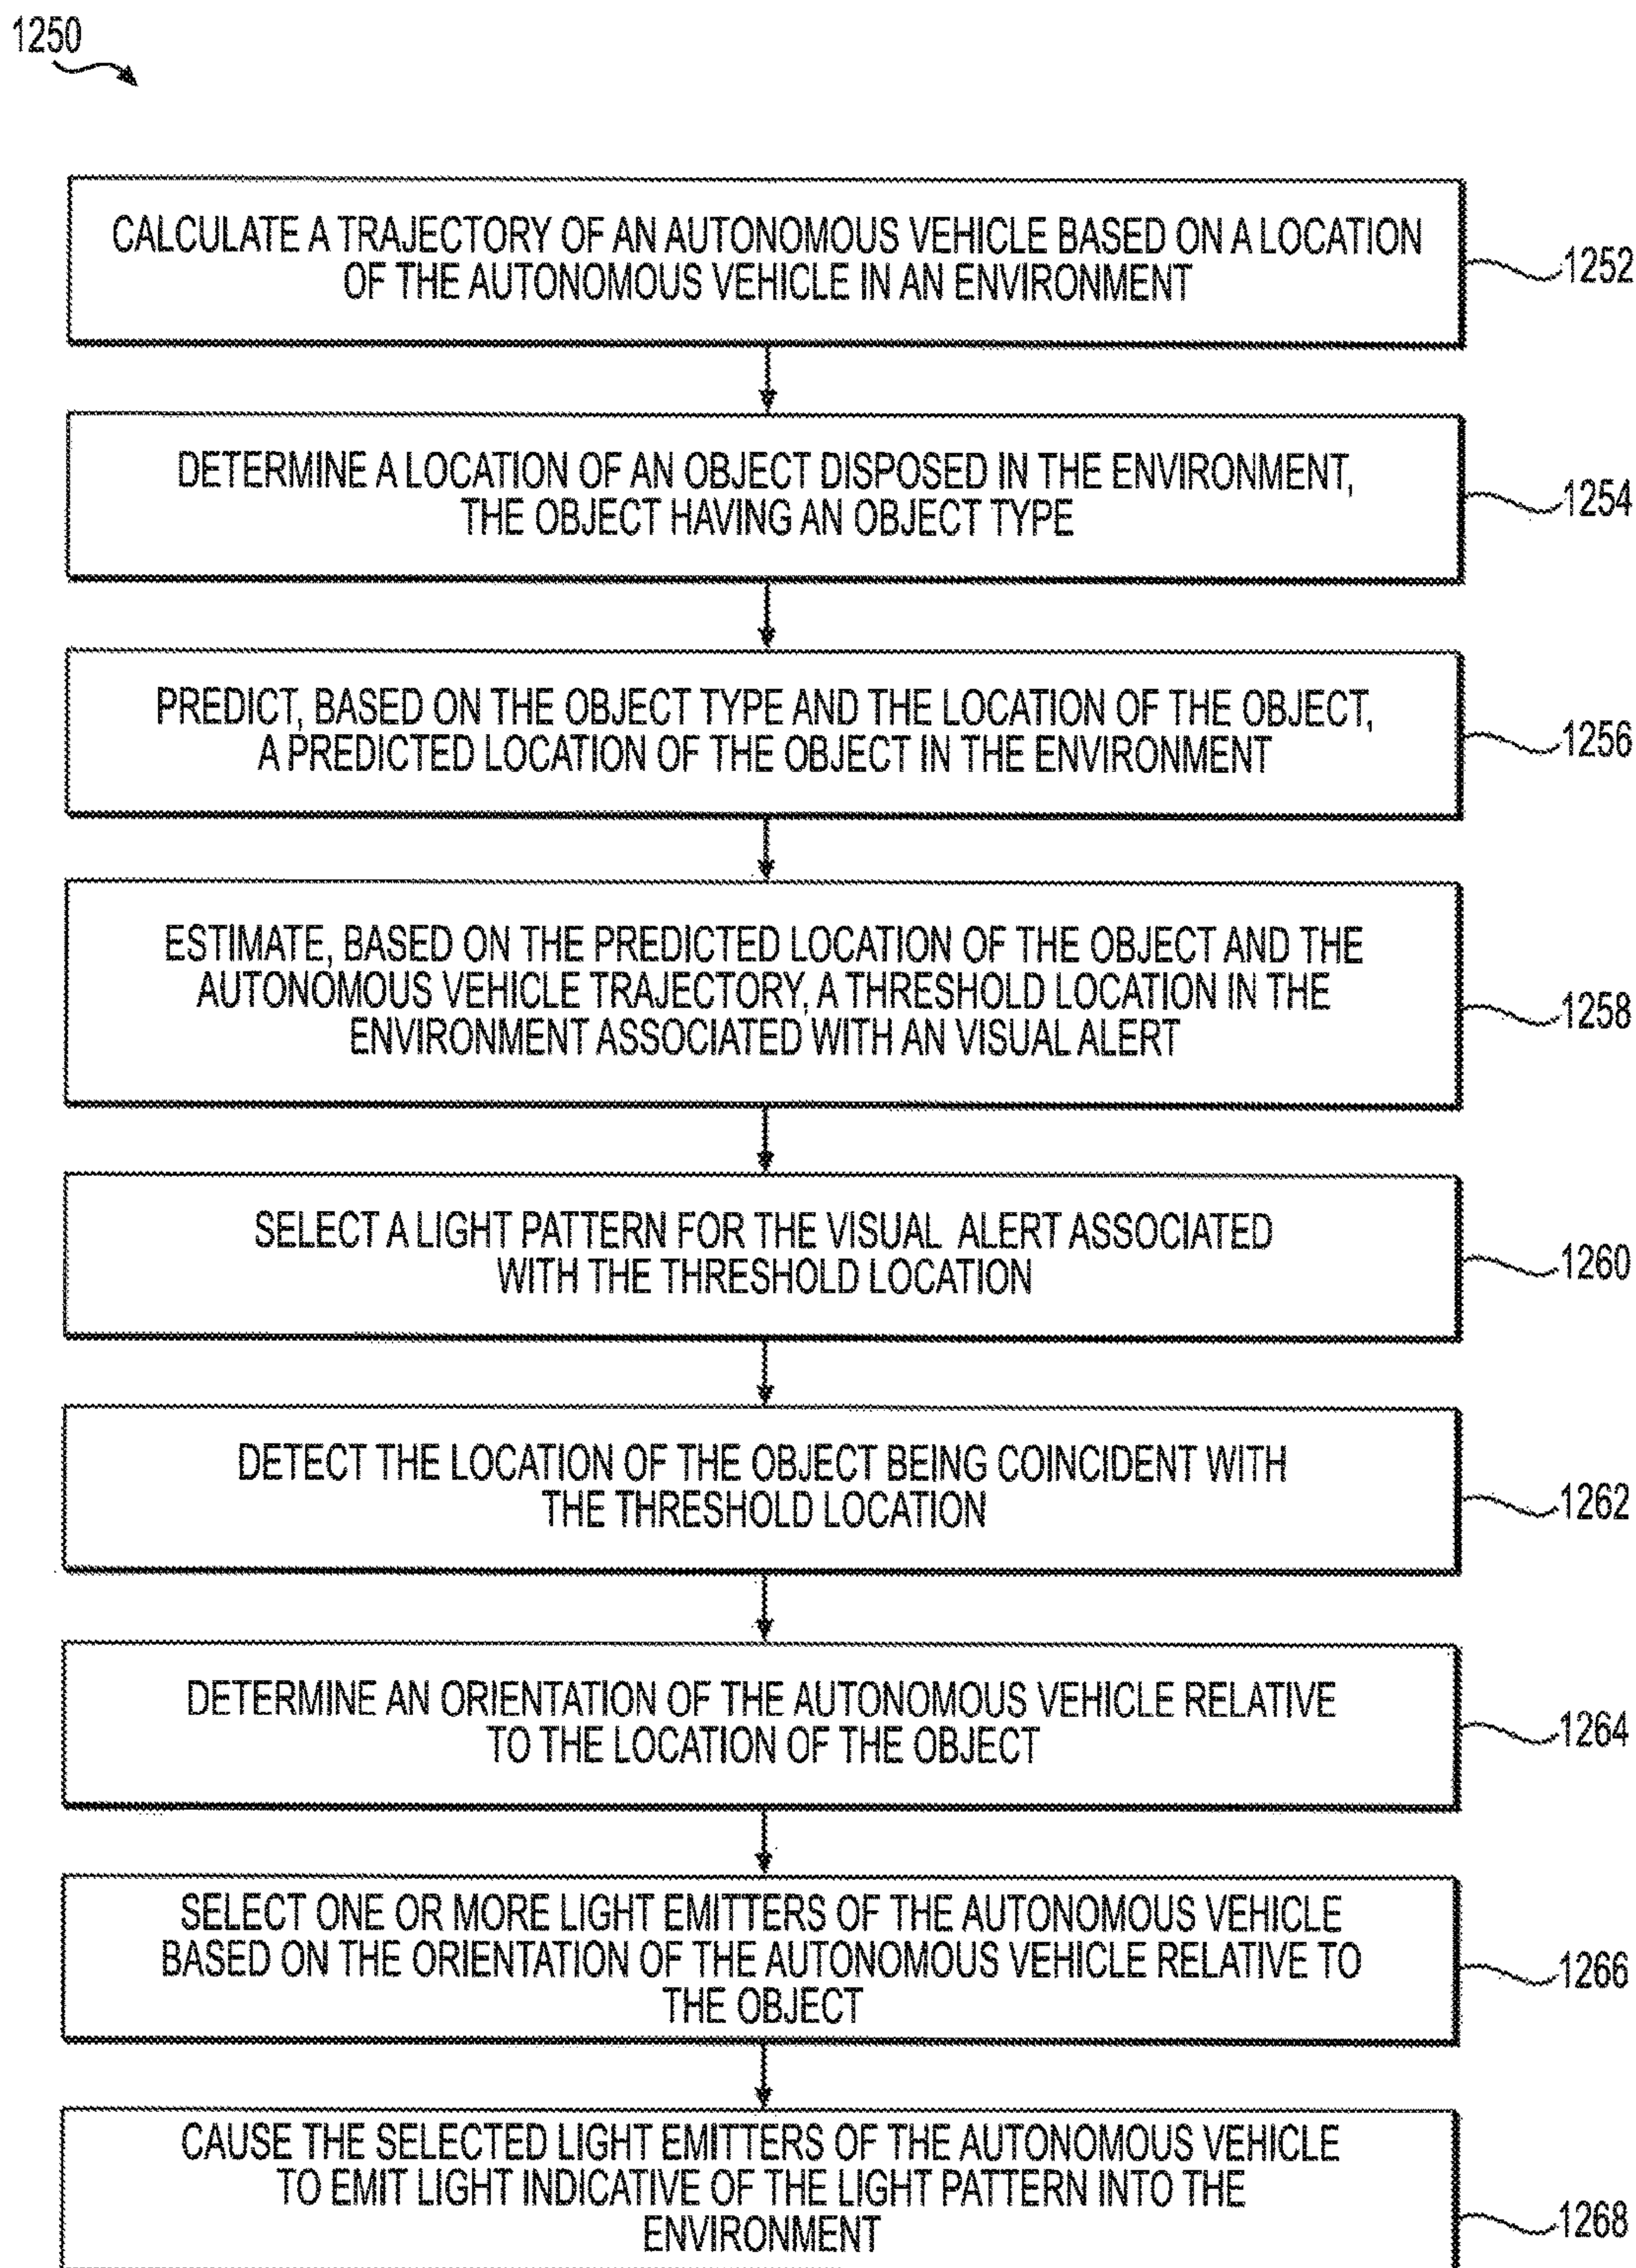 1250
CALCULATE A TRAJECTORY OF AN AUTONOMOUS VEHICLE BASED ON A LOCATION
OF THE AUTONOMOUS VEHICLE IN AN ENVIRONMENT
1252
DETERMINE A LOCATION OF AN OBJECT DISPOSED IN THE ENVIRONMENT,
THE OBJECT HAVING AN OBJECT TYPE
1254
PREDICT, BASED ON THE OBJECT TYPE AND THE LOCATION OF THE OBJECT,
A PREDICTED LOCATION OF THE OBJECT IN THE ENVIRONMENT
1256
ESTIMATE, BASED ON THE PREDICTED LOCATION OF THE OBJECT AND THE
AUTONOMOUS VEHICLE TRAJECTORY, A THRESHOLD LOCATION IN THE
ENVIRONMENT ASSOCIATED WITH AN VISUAL ALERT
1258
SELECT A LIGHT PATTERN FOR THE VISUAL ALERT ASSOCIATED
WITH THE THRESHOLD LOCATION
1260
DETECT THE LOCATION OF THE OBJECT BEING COINCIDENT WITH
THE THRESHOLD LOCATION
1262
DETERMINE AN ORIENTATION OF THE AUTONOMOUS VEHICLE RELATIVE
TO THE LOCATION OF THE OBJECT
1264
SELECT ONE OR MORE LIGHT EMITTERS OF THE AUTONOMOUS VEHICLE
BASED ON THE ORIENTATION OF THE AUTONOMOUS VEHICLE RELATIVE TO
THE OBJECT
1266
CAUSE THE SELECTED LIGHT EMITTERS OF THE AUTONOMOUS VEHICLE
TO EMIT LIGHT INDICATIVE OF THE LIGHT PATTERN INTO THE
ENVIRONMENT
1268